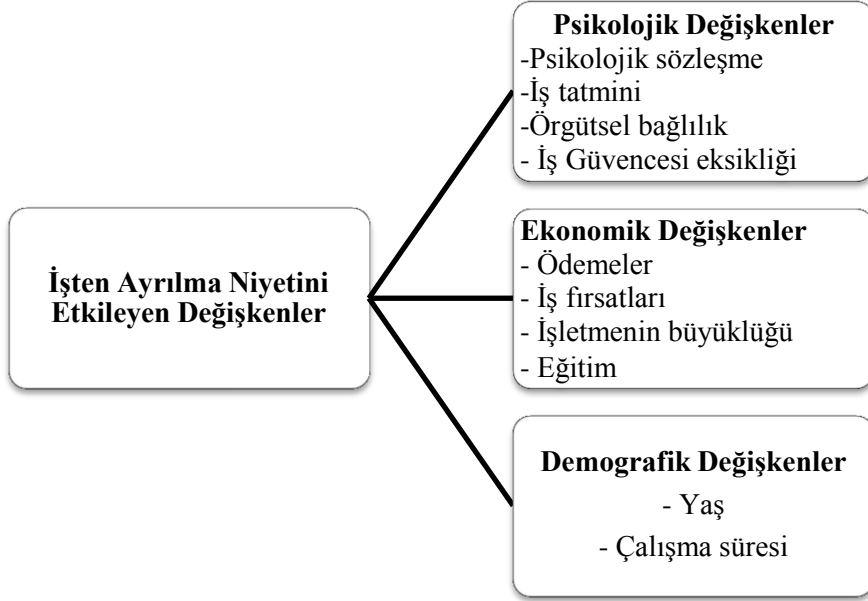 İşten Ayrılma Niyetini
Etkileyen Değişkenler
Psikolojik Değişkenler
-Psikolojik sözleşme
-İş tatmini
-Örgütsel bağlılık
- İş Güvencesi eksikliği
Ekonomik Değişkenler
- Ödemeler
- İş fırsatları
- İşletmenin büyüklüğü
- Eğitim
Demografik Değişkenler
- Yaş
- Çalışma süresi